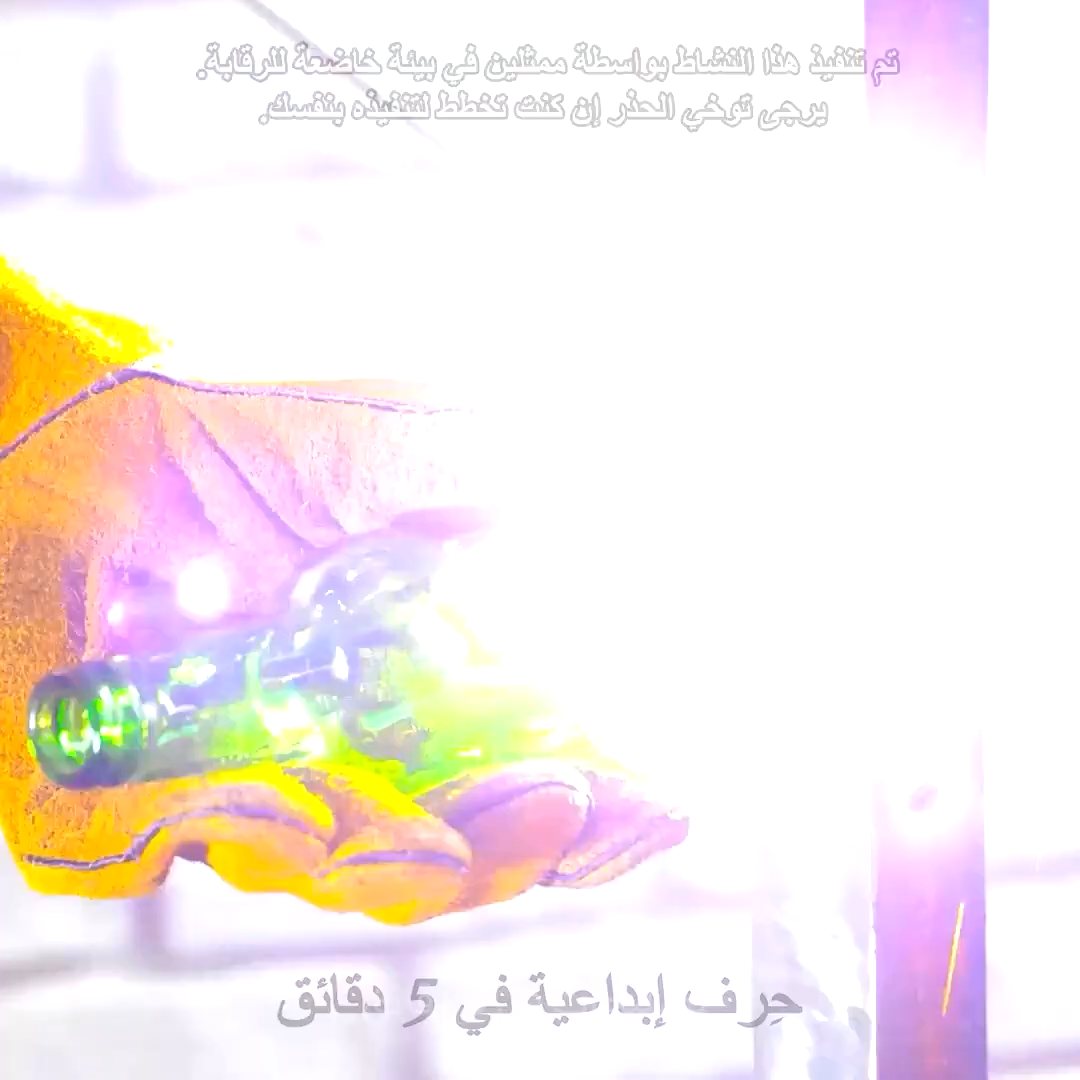 تم تنفيذ هذا النشاط بواسطة ممثلين في بيئة خاضعة للرقابة.
يرجى توخي الحذر إن كنت تخطط لتنفيذه بنفسك.
حِرف إبداعية في 5 دقائق